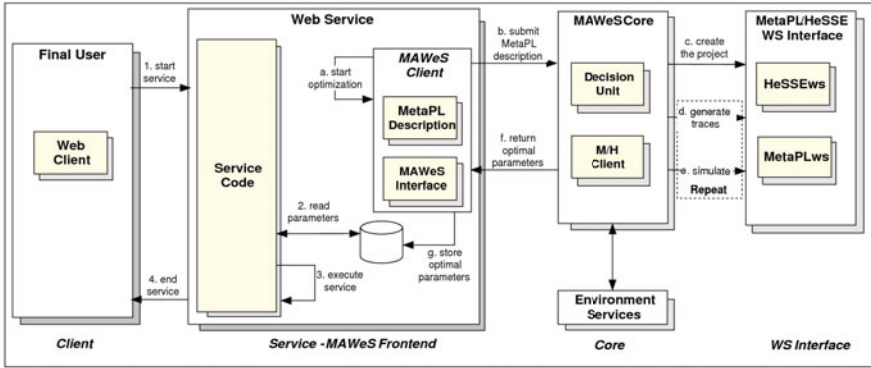 Final User
Web
Client
1. start
service
4. end
service
Client
Web Service
Service
Code
a. start
optimization
MAWeS
Client
MetaPL
Description
MAWeS
Interface
2. read
parameters
3. execute
service
g. store
optimal
parameters
Service -MAWeS Frontend
b. submit
MetaPL
description
f. return
optimal
parameters
MAWeSCore
Decision
Unit
M/H
Client
Environment
Services
Core
c. create
the project
d. generate
traces
e. simulate
Repeat
MetaPL/HeSSE
WS Interface
HeSSEws
MetaPLws
WS Interface